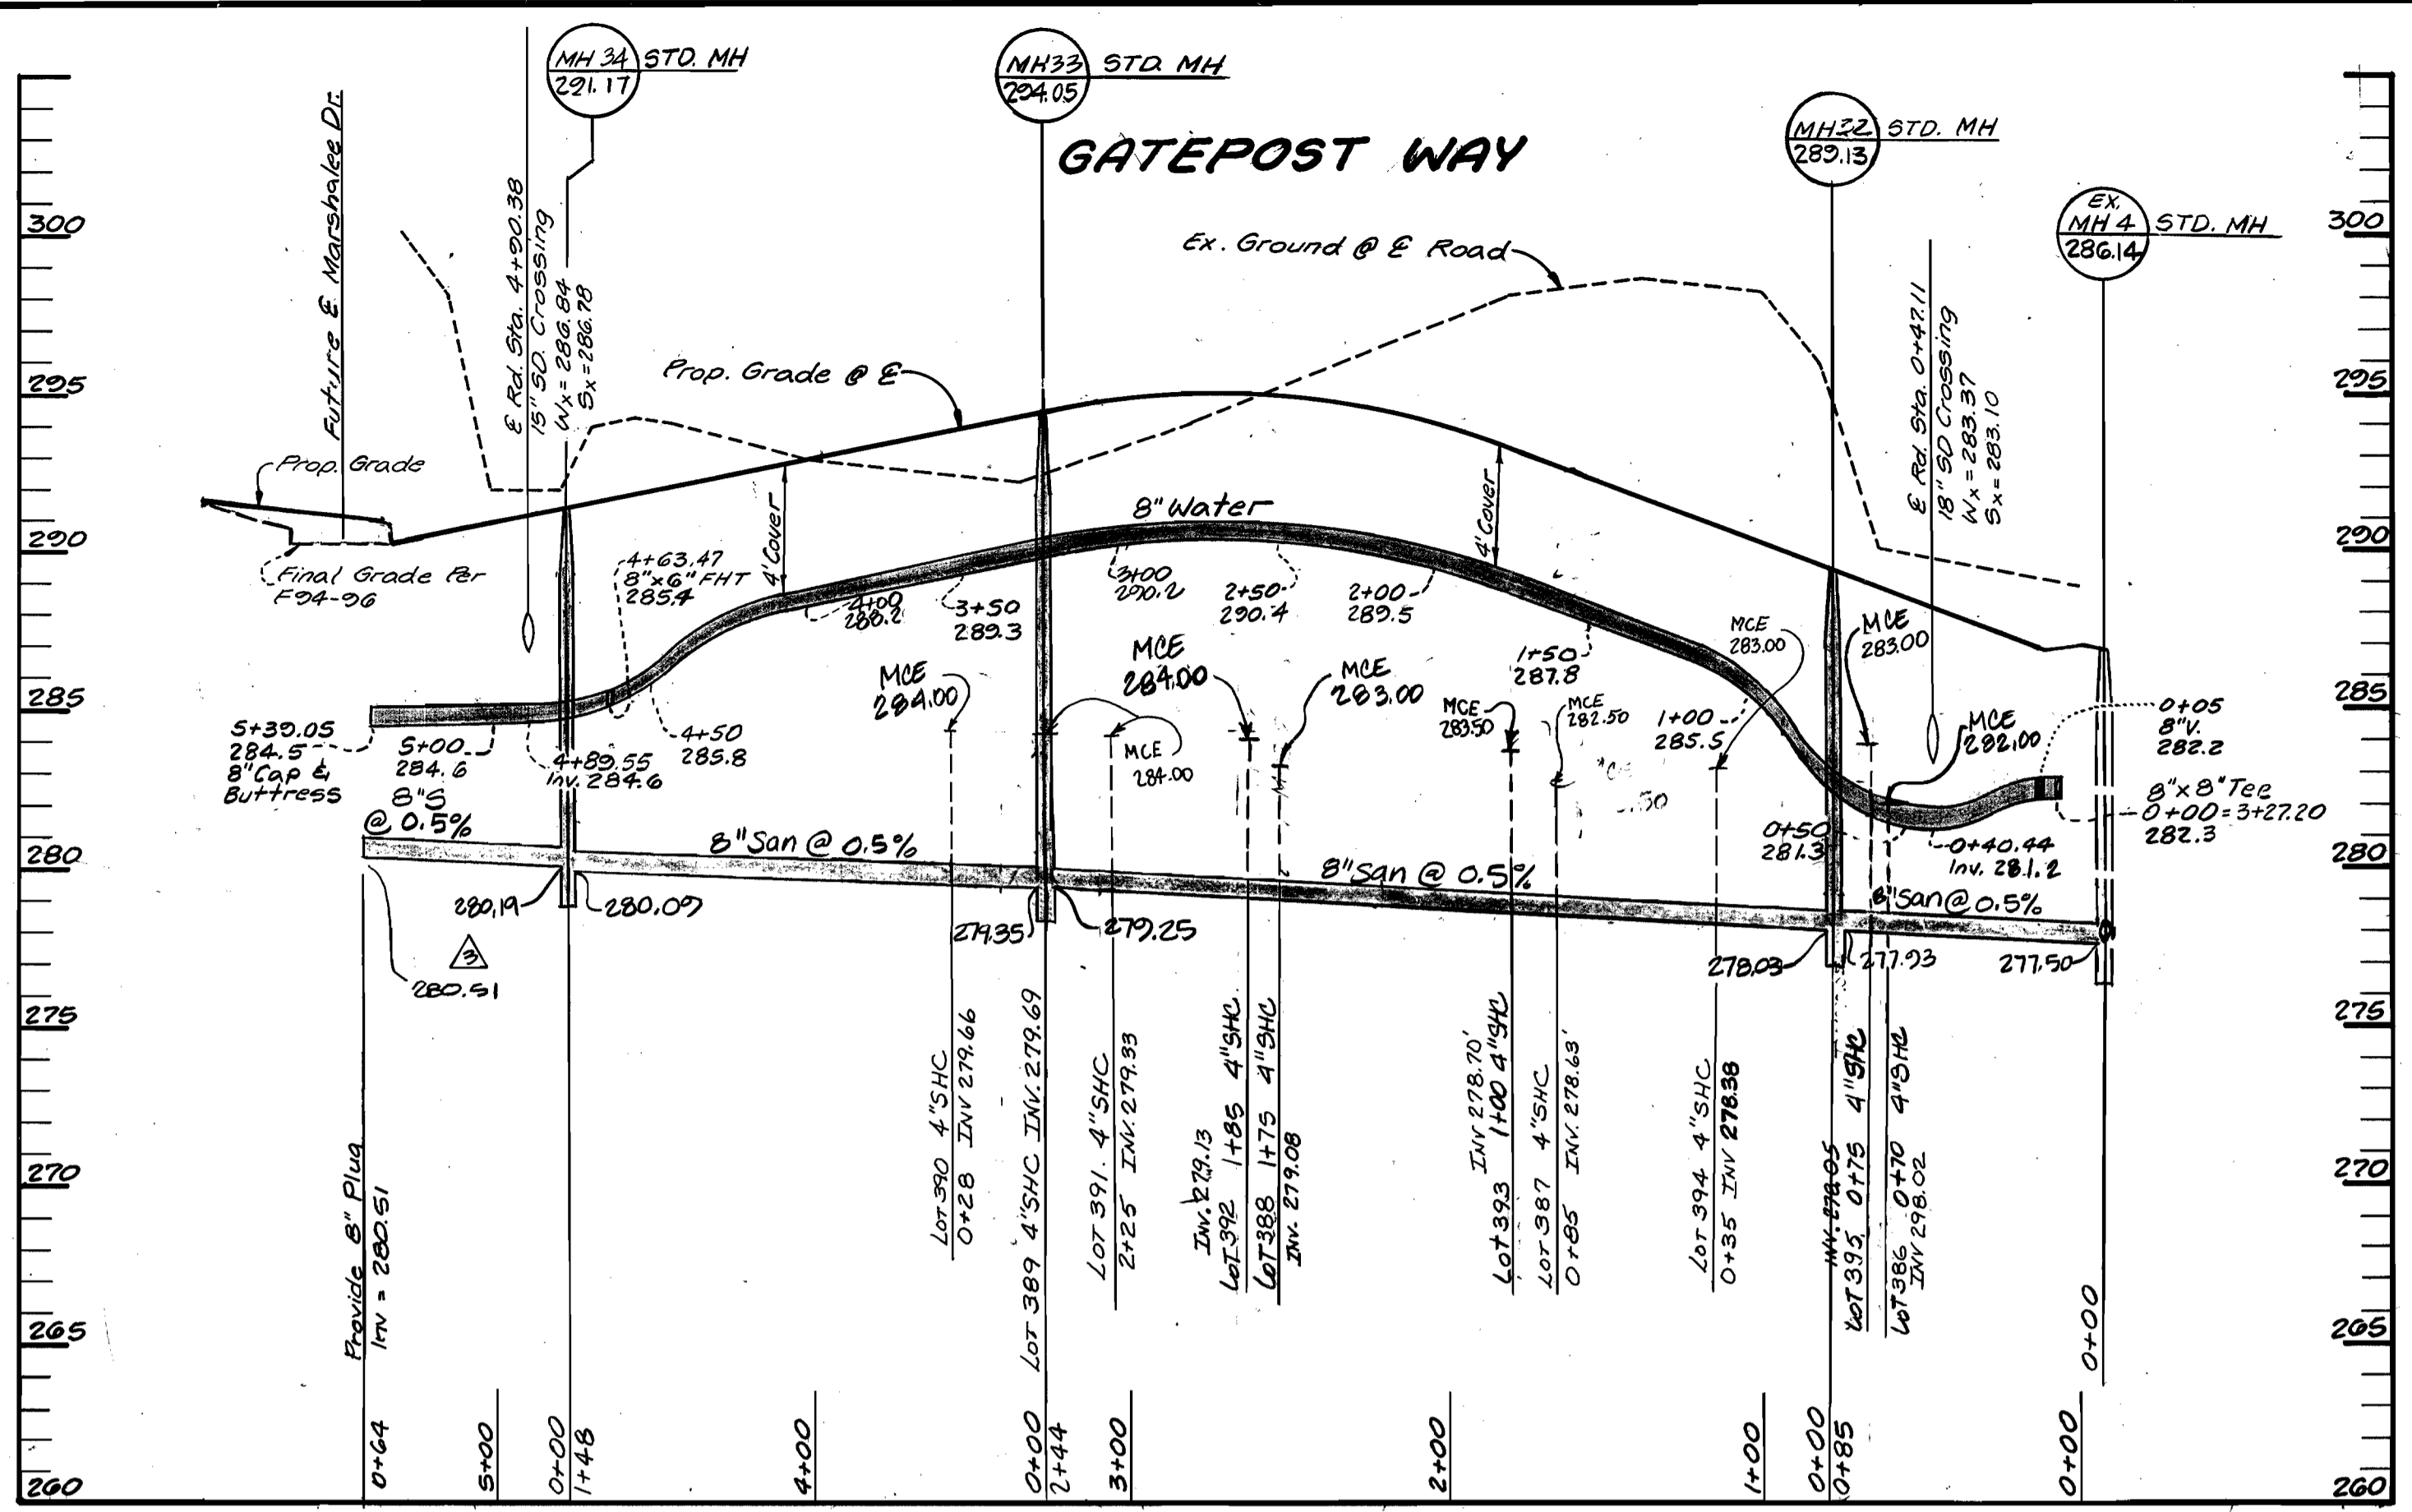 MH 34 STD. MH
291.17
MH33 STD. MH
294.05
GATEPOST WAY
MH22 STD. MH
289.13
EX.
MH 4 STD. MH
286.14
Future ℄ Marshalee Dr.
℄ Rd. Sta. 4+90.38
15" SD. Crossing
Wx = 286.84
Sx = 286.78
Ex. Ground @ ℄ Road
℄ Rd. Sta. 0+47.11
18" SD Crossing
Wx = 283.37
Sx = 283.10
300
295
290
285
280
275
270
265
260
300
295
290
285
280
275
270
265
260
Prop. Grade @ ℄
Prop. Grade
Final Grade Per
F94-96
4+63.47
8"x6" FHT
285.4
4' Cover
8" Water
4' Cover
4+00
288.2
3+50
289.3
3+00
290.2
2+50
290.4
2+00
289.5
1+50
287.8
MCE
284.00
MCE
284.00
MCE
284.00
MCE
283.00
MCE
283.50
MCE
282.50
MCE
283.00
MCE
283.00
MCE
282.00
1+00
285.5
0+05
8"V.
282.2
8"x 8" Tee
0+00 = 3+27.20
282.3
5+39.05
284.5
8" Cap &
Buttress
5+00
284.6
4+89.55
Inv. 284.6
4+50
285.8
.50
0+50
281.3
0+40.44
Inv. 281.2
8"S
@ 0.5%
8" San @ 0.5%
8" San @ 0.5%
8" San @ 0.5%
280.19
280.09
3
280.51
279.35
279.25
278.03
277.93
277.50
Provide 8" Plug
Inv = 280.51
LOT 390 4"SHC
0+28 INV 279.66
LOT 389 4"SHC INV. 279.69
LOT 391. 4"SHC
2+25 INV. 279.33
INV. 279.13
LOT 392 1+85 4"SHC
LOT 388 1+75 4"SHC
INV. 279.08
INV 278.70'
LOT 393 1+00 4"SHC
LOT 387 4"SHC
0+85 INV. 278.63'
LOT 394 4"SHC
0+35 INV 278.38
INV. 278.05
LOT 395 0+75 4"SHC
LOT 386 0+70 4"SHC
INV 298.02
0+00
0+64
5+00
0+00
1+48
4+00
0+00
2+44
3+00
2+00
1+00
0+00
0+85
0+00